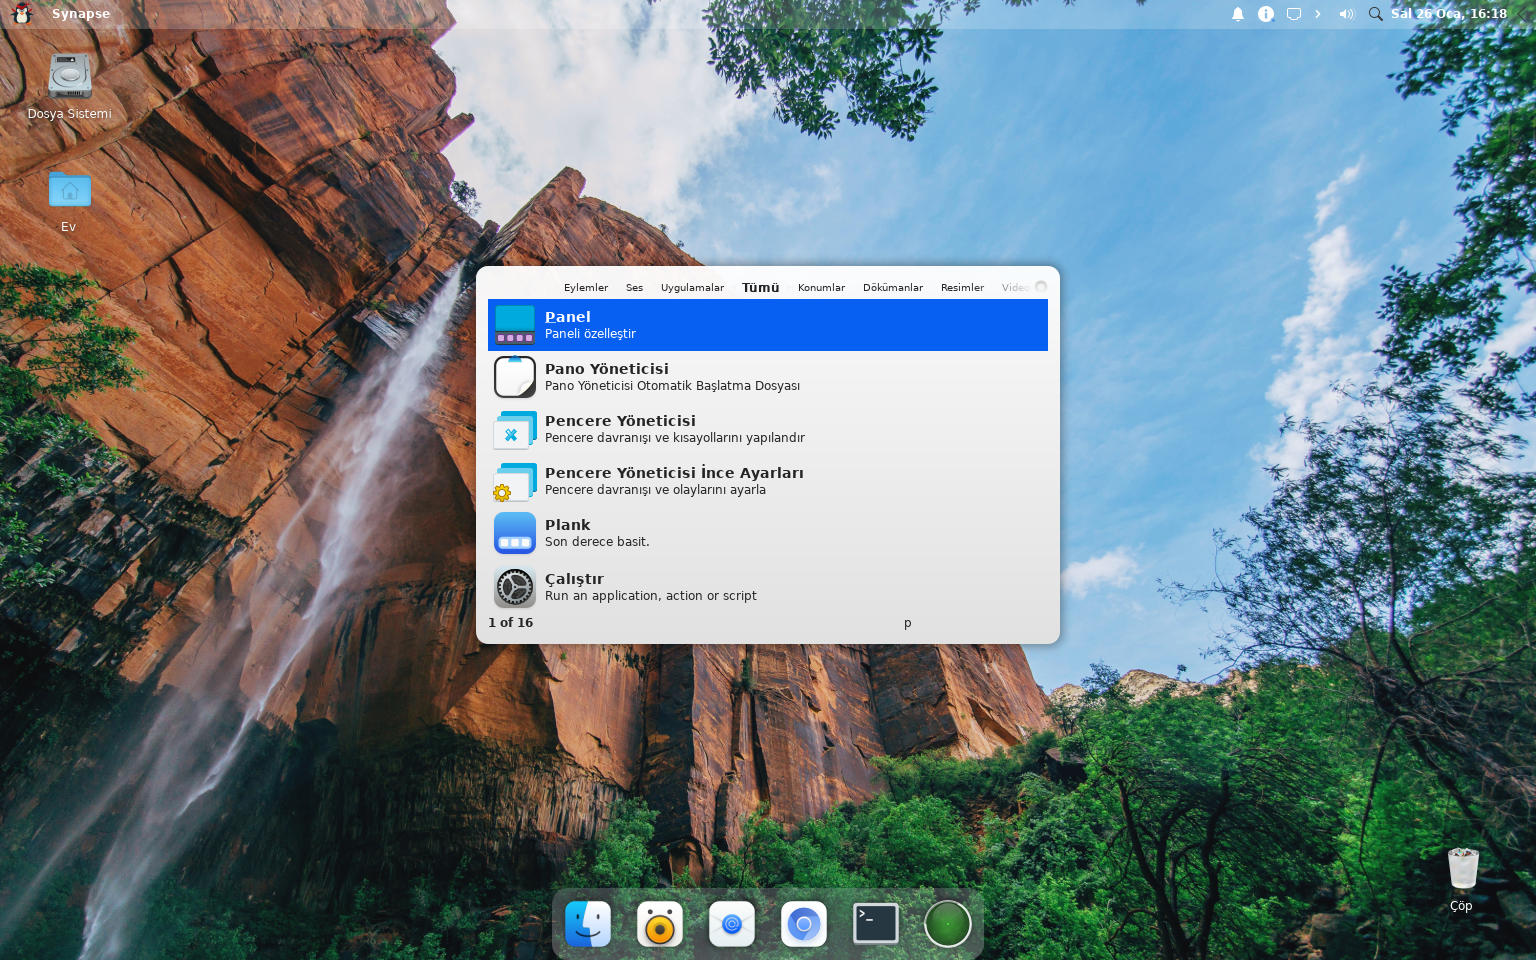 Synapse
Sal 26 Oca, 16:18
Dosya Sistemi
Ev
Eylemler Ses Uygulamalar Tümü Konumlar Dökümanlar Resimler Video
Panel
Paneli özelleştir
Pano Yöneticisi
Pano Yöneticisi Otomatik Başlatma Dosyası
Pencere Yöneticisi
Pencere davranışı ve kısayollarını yapılandır
Pencere Yöneticisi İnce Ayarları
Pencere davranışı ve olaylarını ayarla
Plank
Son derece basit.
Çalıştır
Run an application, action or script
1 of 16
p
>_
Çöp